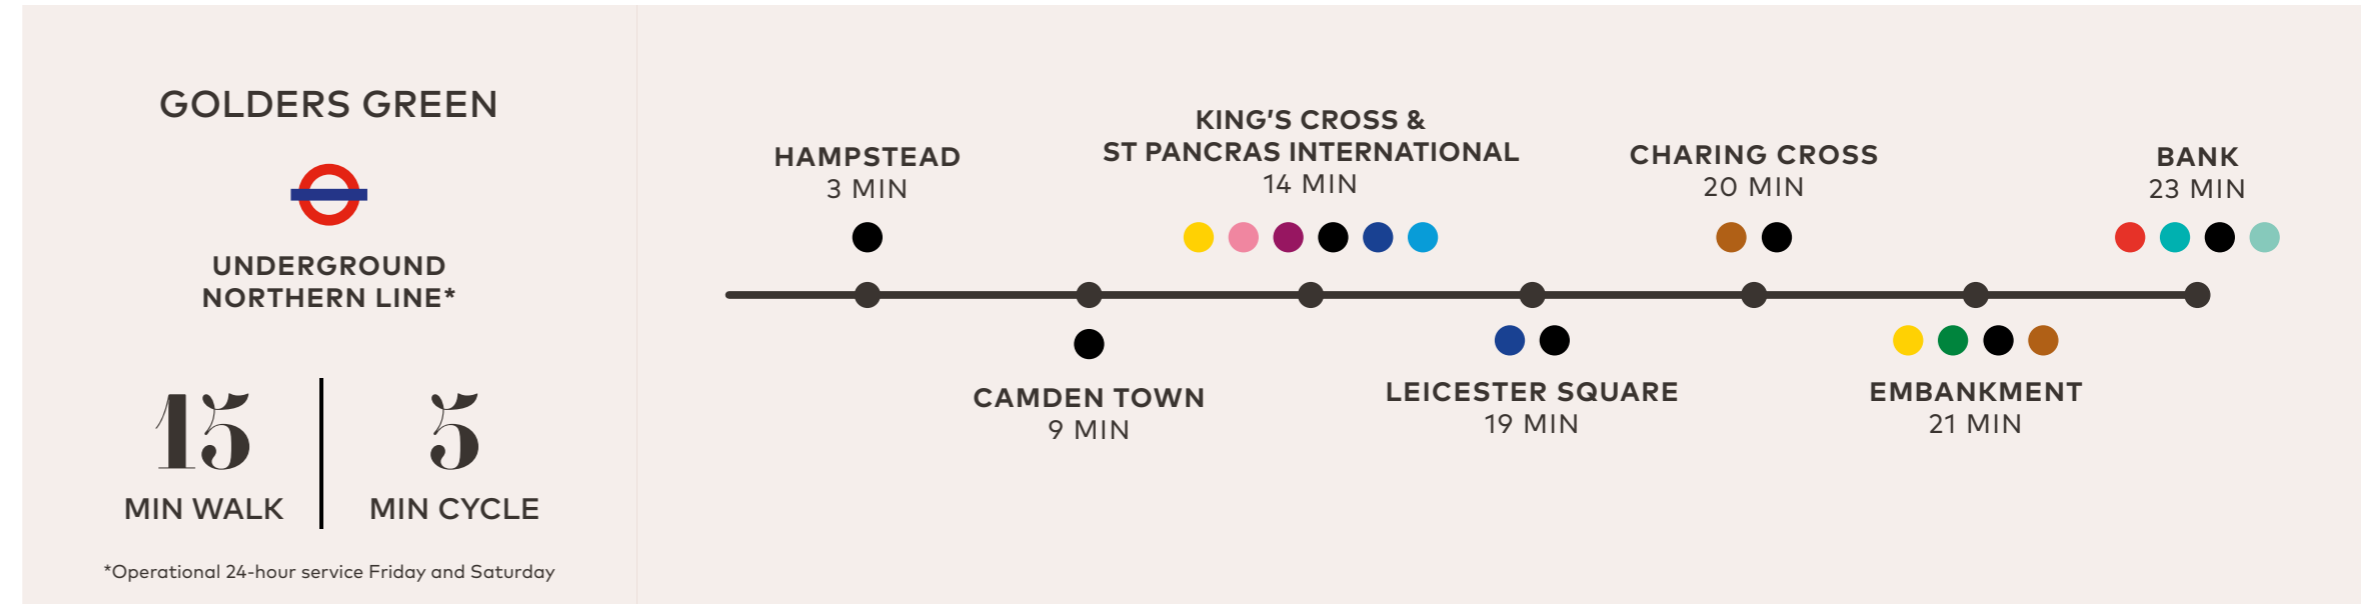 GOLDERS GREEN
UNDERGROUND
NORTHERN LINE*
15
MIN WALK
5
MIN CYCLE
*Operational 24-hour service Friday and Saturday
HAMPSTEAD
3 MIN
CAMDEN TOWN
9 MIN
KING'S CROSS &
ST PANCRAS INTERNATIONAL
14 MIN
LEICESTER SQUARE
19 MIN
CHARING CROSS
20 MIN
EMBANKMENT
21 MIN
BANK
23 MIN